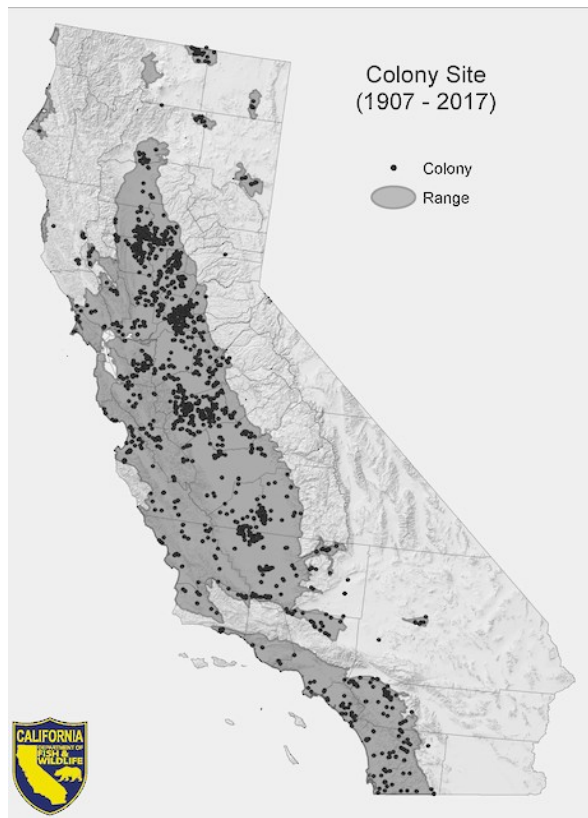 Colony Site
(1907 - 2017)
Colony
Range
CALIFORNIA
DEPARTMENT OF
FISH &
WILDLIFE